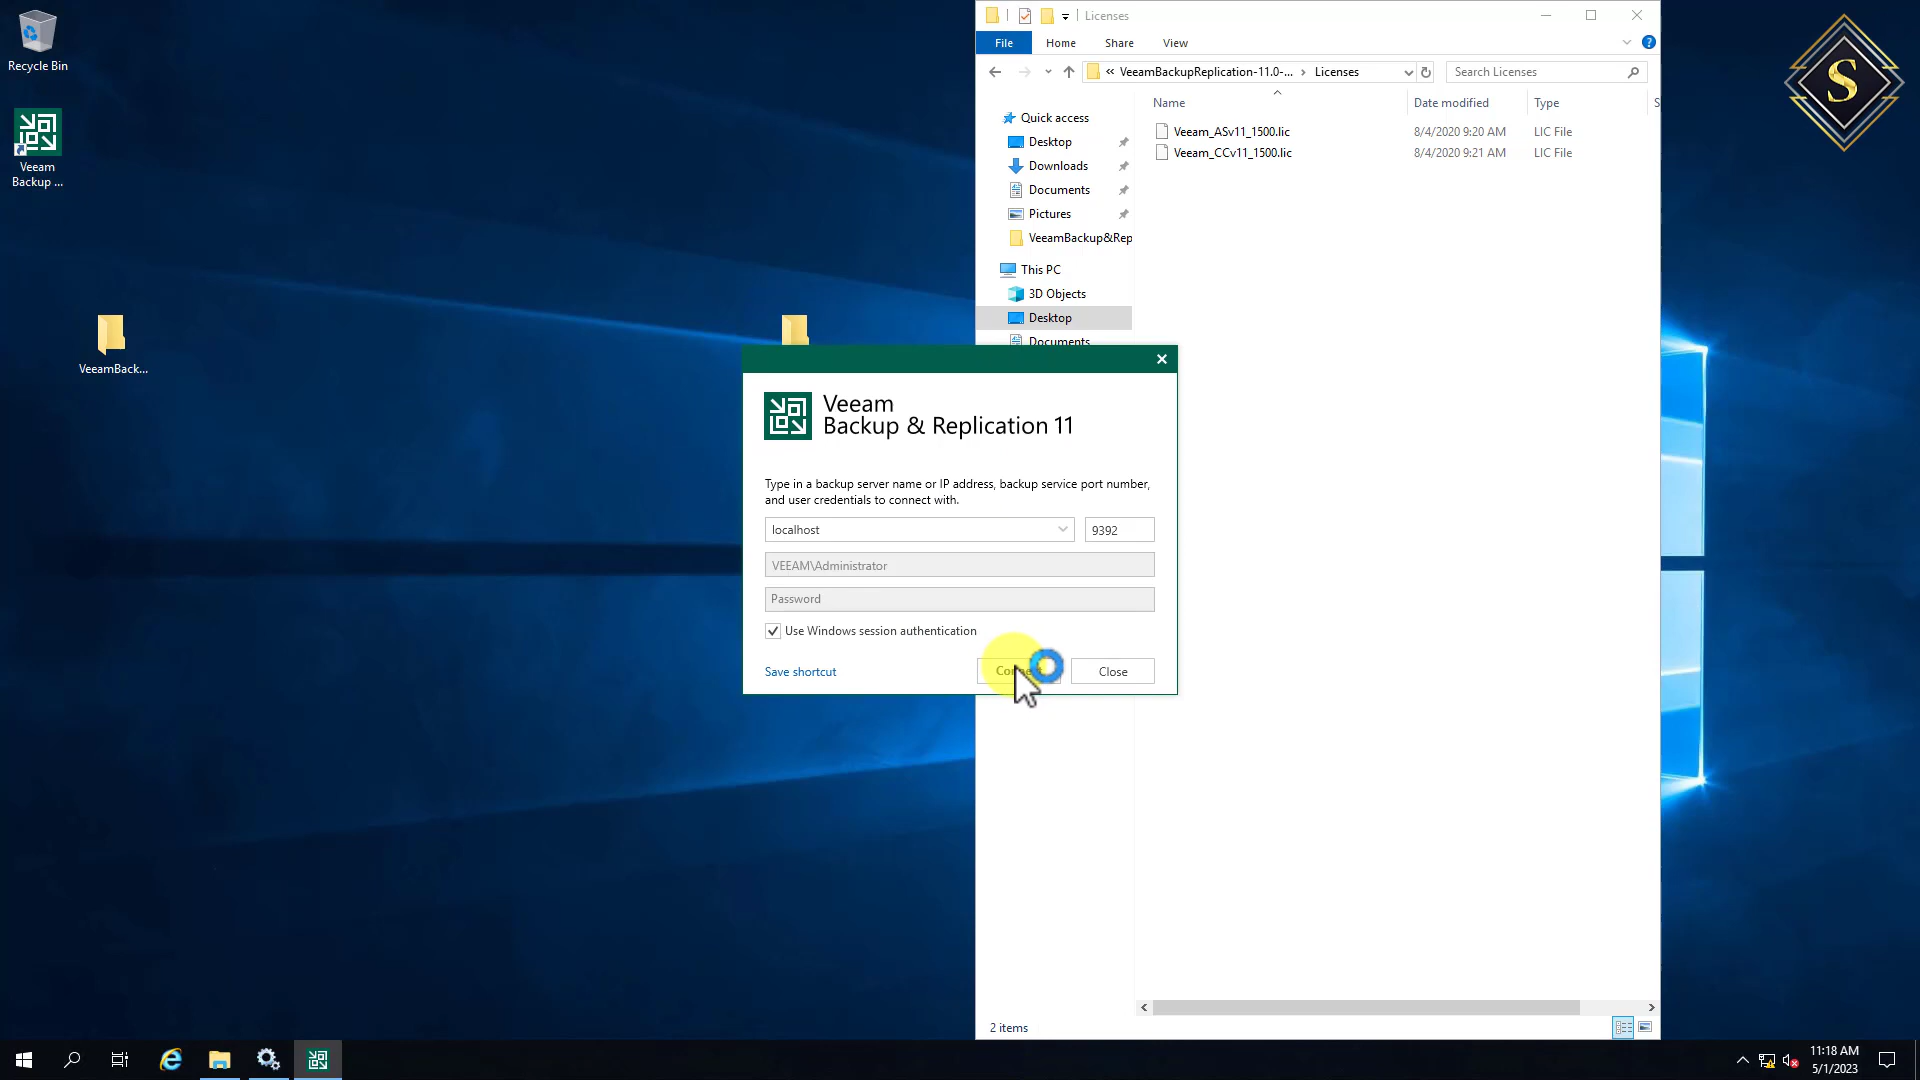 Recycle Bin
Veeam
Backup ...
VeeamBack...
Licenses
File
Home
Share
View
« VeeamBackupReplication-11.0-... › Licenses
Search Licenses
Name
Date modified
Type
S
Veeam_ASv11_1500.lic
8/4/2020 9:20 AM
LIC File
Veeam_CCv11_1500.lic
8/4/2020 9:21 AM
LIC File
Quick access
Desktop
Downloads
Documents
Pictures
VeeamBackup&Rep
This PC
3D Objects
Desktop
Documents
2 items
S
Veeam
Backup & Replication 11
Type in a backup server name or IP address, backup service port number,
and user credentials to connect with.
localhost
9392
VEEAM\Administrator
Password
Use Windows session authentication
Save shortcut
Close
11:18 AM
5/1/2023